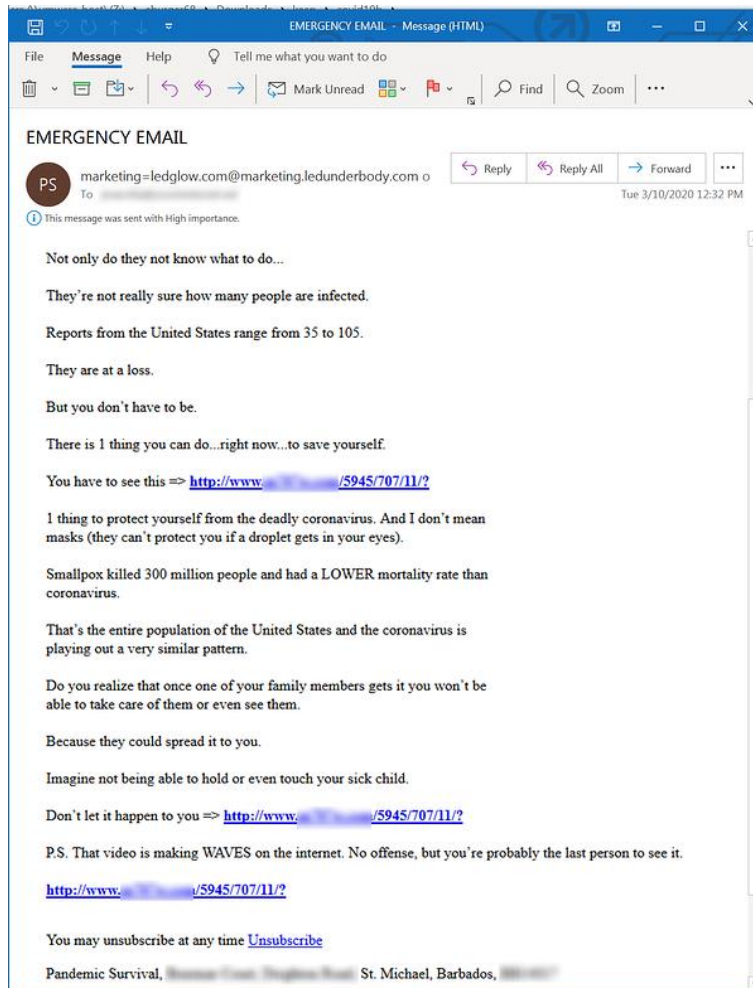 EMERGENCY EMAIL - Message (HTML)
File Message Help Tell me what you want to do
Mark Unread Find Zoom
EMERGENCY EMAIL
PS
marketing=ledglow.com@marketing.ledunderbody.com o
Reply Reply All Forward
To
Tue 3/10/2020 12:32 PM
This message was sent with High importance.
Not only do they not know what to do...
They're not really sure how many people are infected.
Reports from the United States range from 35 to 105.
They are at a loss.
But you don't have to be.
There is 1 thing you can do...right now...to save yourself.
You have to see this => http://www. /5945/707/11/?
1 thing to protect yourself from the deadly coronavirus. And I don't mean
masks (they can't protect you if a droplet gets in your eyes).
Smallpox killed 300 million people and had a LOWER mortality rate than
coronavirus.
That's the entire population of the United States and the coronavirus is
playing out a very similar pattern.
Do you realize that once one of your family members gets it you won't be
able to take care of them or even see them.
Because they could spread it to you.
Imagine not being able to hold or even touch your sick child.
Don't let it happen to you => http://www. /5945/707/11/?
P.S. That video is making WAVES on the internet. No offense, but you're probably the last person to see it.
http://www. /5945/707/11/?
You may unsubscribe at any time Unsubscribe
Pandemic Survival, St. Michael, Barbados,